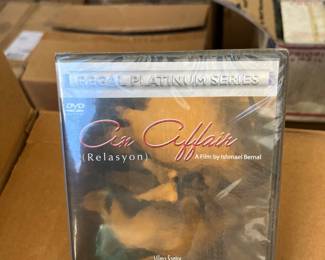 REGAL PLATINUM SERIES
DVD
An Affair
(Relasyon) A Film by Ishmael Bernal